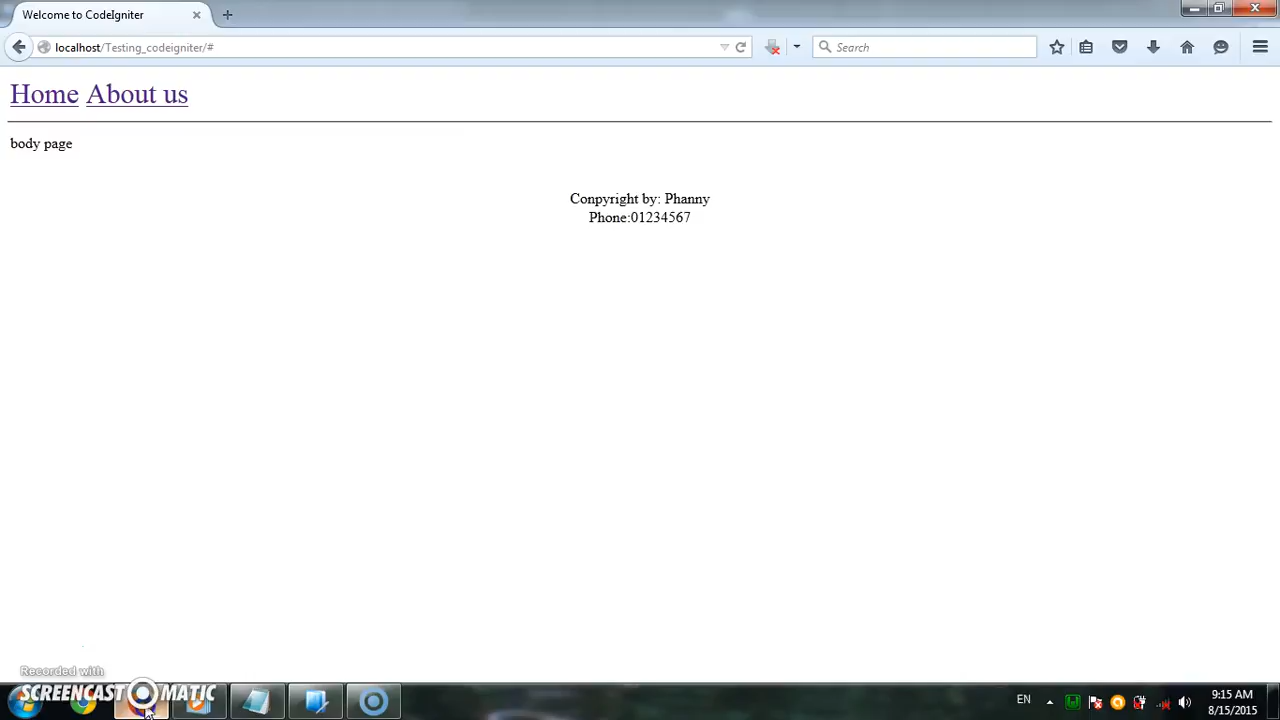 Welcome to CodeIgniter
localhost/Testing_codeigniter/#
Search
Home About us
body page
Conpyright by: Phanny
Phone:01234567
Recorded with
SCREENCAST MATIC
EN
9:15 AM
8/15/2015